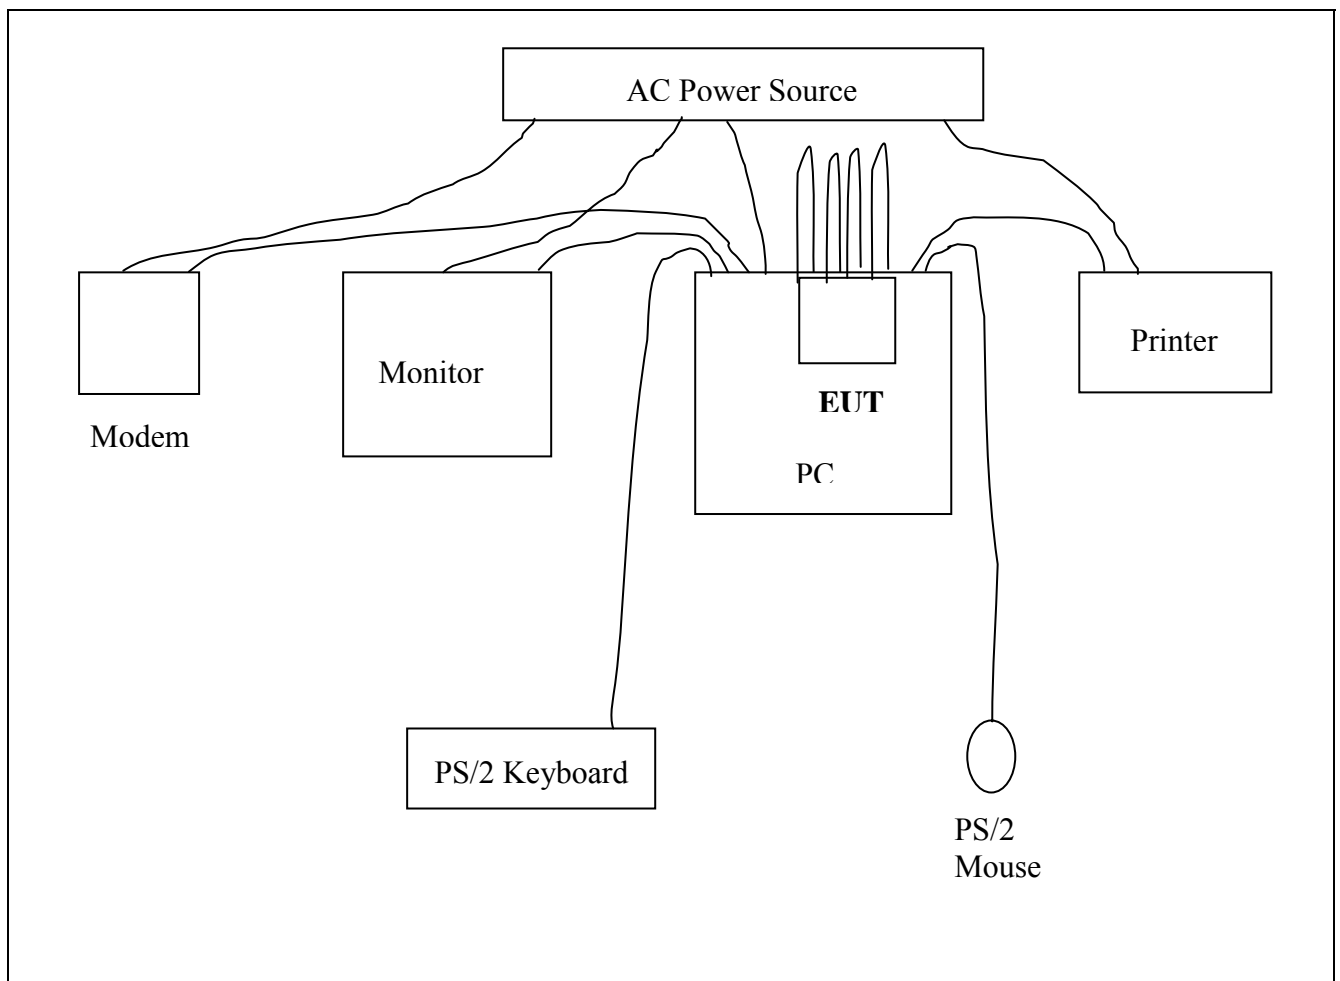 AC Power Source
Printer
Monitor
EUT
Modem
PC
PS/2 Keyboard
PS/2
Mouse